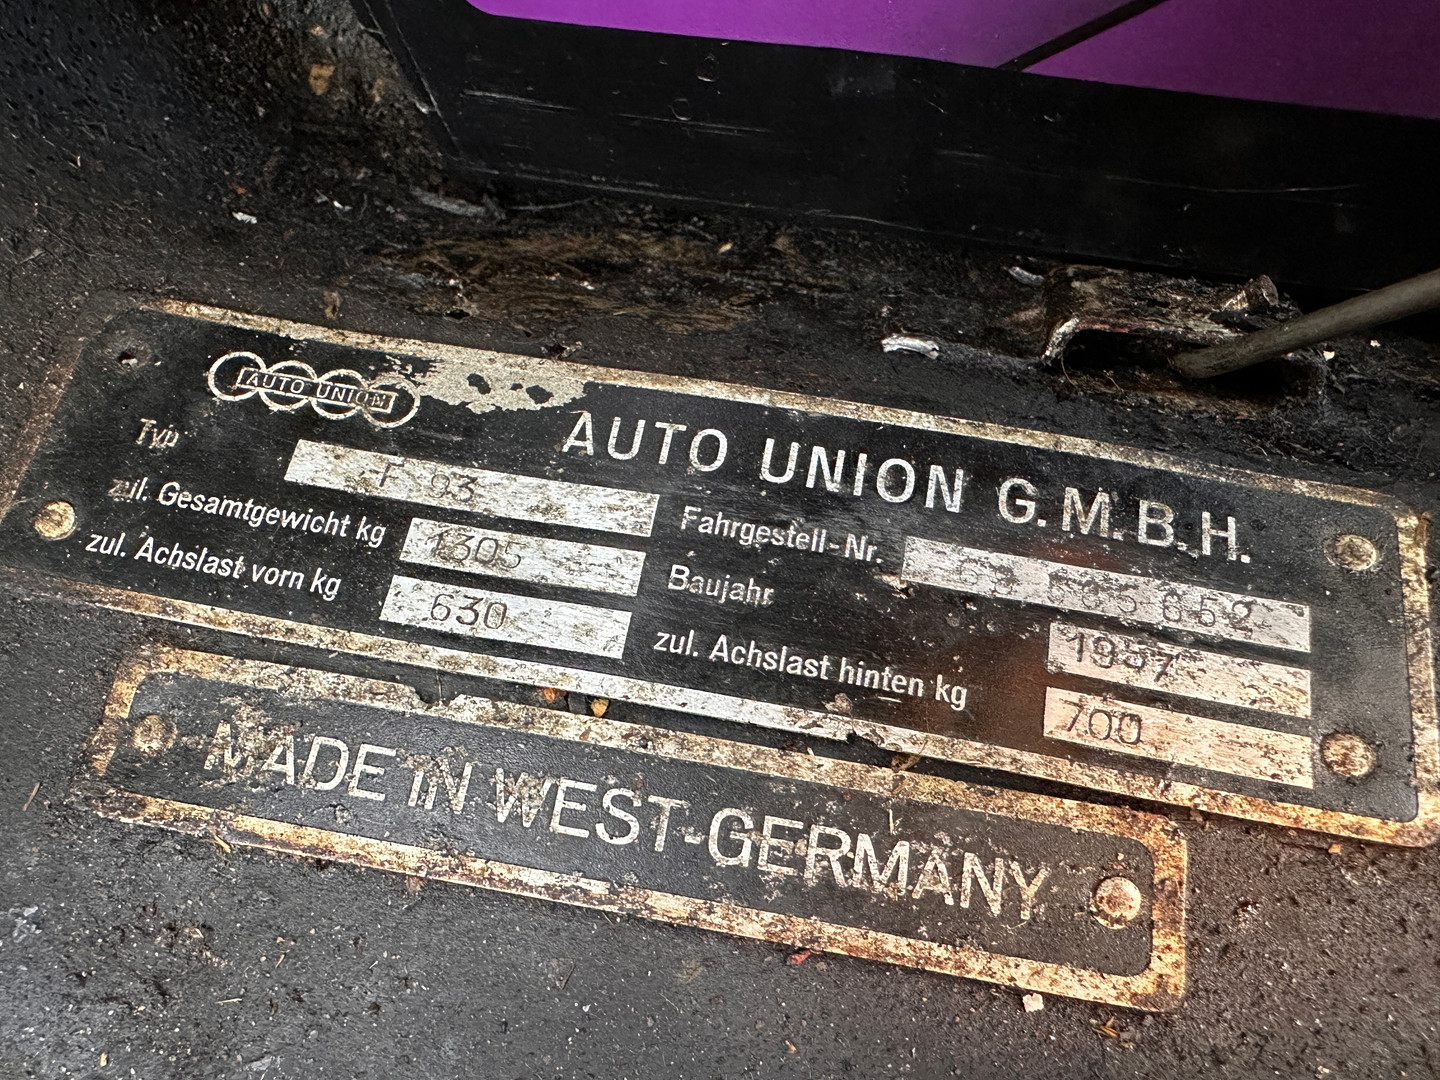 AUTO UNION
AUTO UNION G.M.B.H.
Typ F 93
zul. Gesamtgewicht kg 1305
zul. Achslast vorn kg 630
Fahrgestell-Nr.
Baujahr 1957
zul. Achslast hinten kg 700
MADE IN WEST-GERMANY